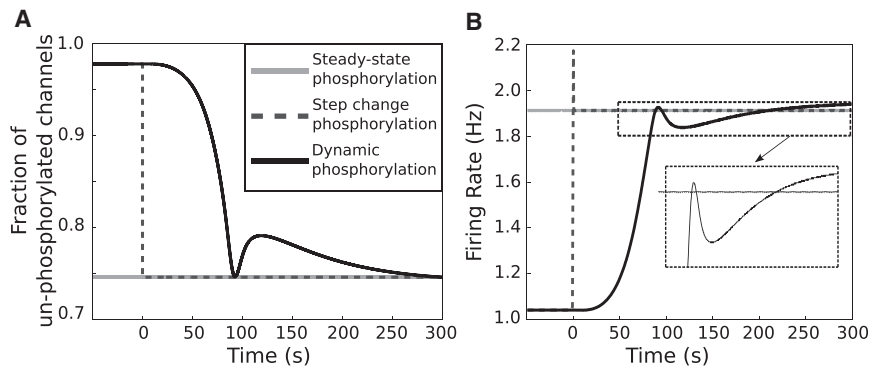 A
Fraction of
un-phosphorylated channels
1.0
0.9
0.8
0.7
Steady-state
phosphorylation
Step change
phosphorylation
Dynamic
phosphorylation
0 50 100 150 200 250 300
Time (s)
B
Firing Rate (Hz)
2.2
2.0
1.8
1.6
1.4
1.2
1.0
0 50 100 150 200 250 300
Time (s)